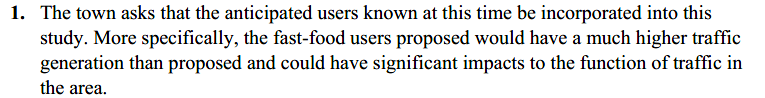 1. The town asks that the anticipated users known at this time be incorporated into this
study. More specifically, the fast-food users proposed would have a much higher traffic
generation than proposed and could have significant impacts to the function of traffic in
the area.